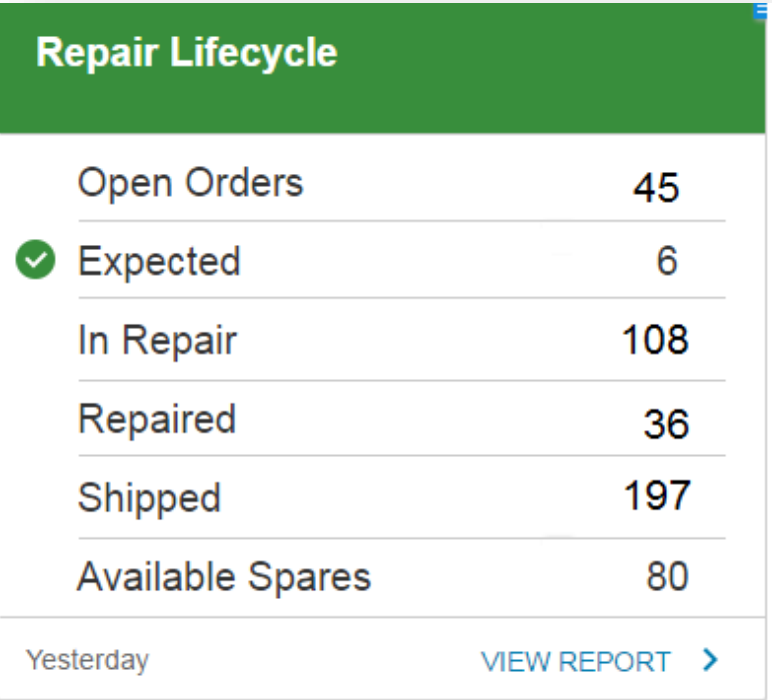 Repair Lifecycle
Open Orders 45
Expected 6
In Repair 108
Repaired 36
Shipped 197
Available Spares 80
Yesterday VIEW REPORT